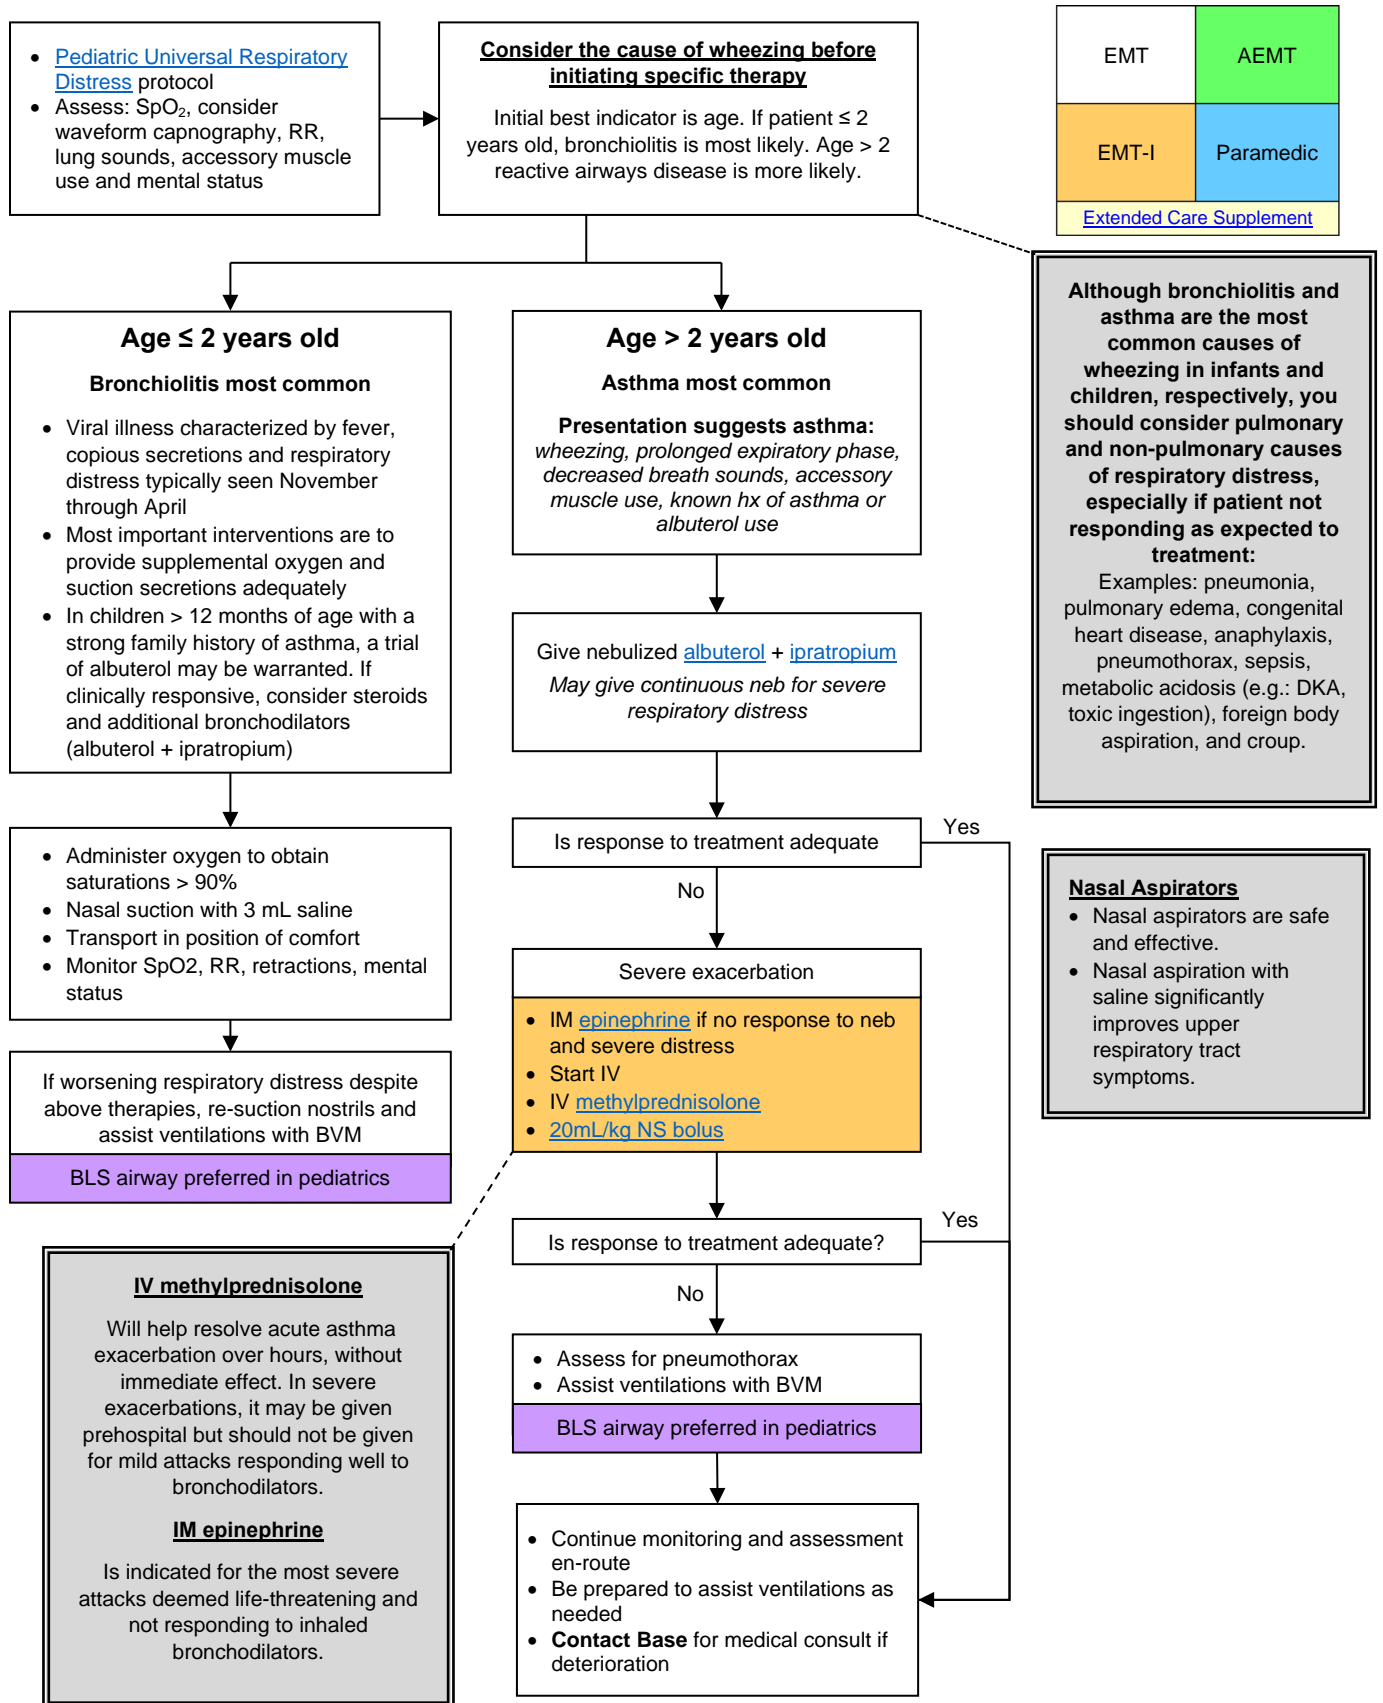 • Pediatric Universal Respiratory
Distress protocol
• Assess: SpO₂, consider
waveform capnography, RR,
lung sounds, accessory muscle
use and mental status
Consider the cause of wheezing before
initiating specific therapy
Initial best indicator is age. If patient ≤ 2
years old, bronchiolitis is most likely. Age > 2
reactive airways disease is more likely.
EMT
AEMT
EMT-I
Paramedic
Extended Care Supplement
Age ≤ 2 years old
Bronchiolitis most common
• Viral illness characterized by fever,
copious secretions and respiratory
distress typically seen November
through April
• Most important interventions are to
provide supplemental oxygen and
suction secretions adequately
• In children > 12 months of age with a
strong family history of asthma, a trial
of albuterol may be warranted. If
clinically responsive, consider steroids
and additional bronchodilators
(albuterol + ipratropium)
Age > 2 years old
Asthma most common
Presentation suggests asthma:
wheezing, prolonged expiratory phase,
decreased breath sounds, accessory
muscle use, known hx of asthma or
albuterol use
Although bronchiolitis and
asthma are the most
common causes of
wheezing in infants and
children, respectively, you
should consider pulmonary
and non-pulmonary causes
of respiratory distress,
especially if patient not
responding as expected to
treatment:
Examples: pneumonia,
pulmonary edema, congenital
heart disease, anaphylaxis,
pneumothorax, sepsis,
metabolic acidosis (e.g.: DKA,
toxic ingestion), foreign body
aspiration, and croup.
Give nebulized albuterol + ipratropium
May give continuous neb for severe
respiratory distress
• Administer oxygen to obtain
saturations > 90%
• Nasal suction with 3 mL saline
• Transport in position of comfort
• Monitor SpO2, RR, retractions, mental
status
Is response to treatment adequate
Yes
No
Nasal Aspirators
• Nasal aspirators are safe
and effective.
• Nasal aspiration with
saline significantly
improves upper
respiratory tract
symptoms.
Severe exacerbation
• IM epinephrine if no response to neb
and severe distress
• Start IV
• IV methylprednisolone
• 20mL/kg NS bolus
If worsening respiratory distress despite
above therapies, re-suction nostrils and
assist ventilations with BVM
BLS airway preferred in pediatrics
Is response to treatment adequate?
Yes
No
IV methylprednisolone
Will help resolve acute asthma
exacerbation over hours, without
immediate effect. In severe
exacerbations, it may be given
prehospital but should not be given
for mild attacks responding well to
bronchodilators.
IM epinephrine
Is indicated for the most severe
attacks deemed life-threatening and
not responding to inhaled
bronchodilators.
• Assess for pneumothorax
• Assist ventilations with BVM
BLS airway preferred in pediatrics
• Continue monitoring and assessment
en-route
• Be prepared to assist ventilations as
needed
• Contact Base for medical consult if
deterioration